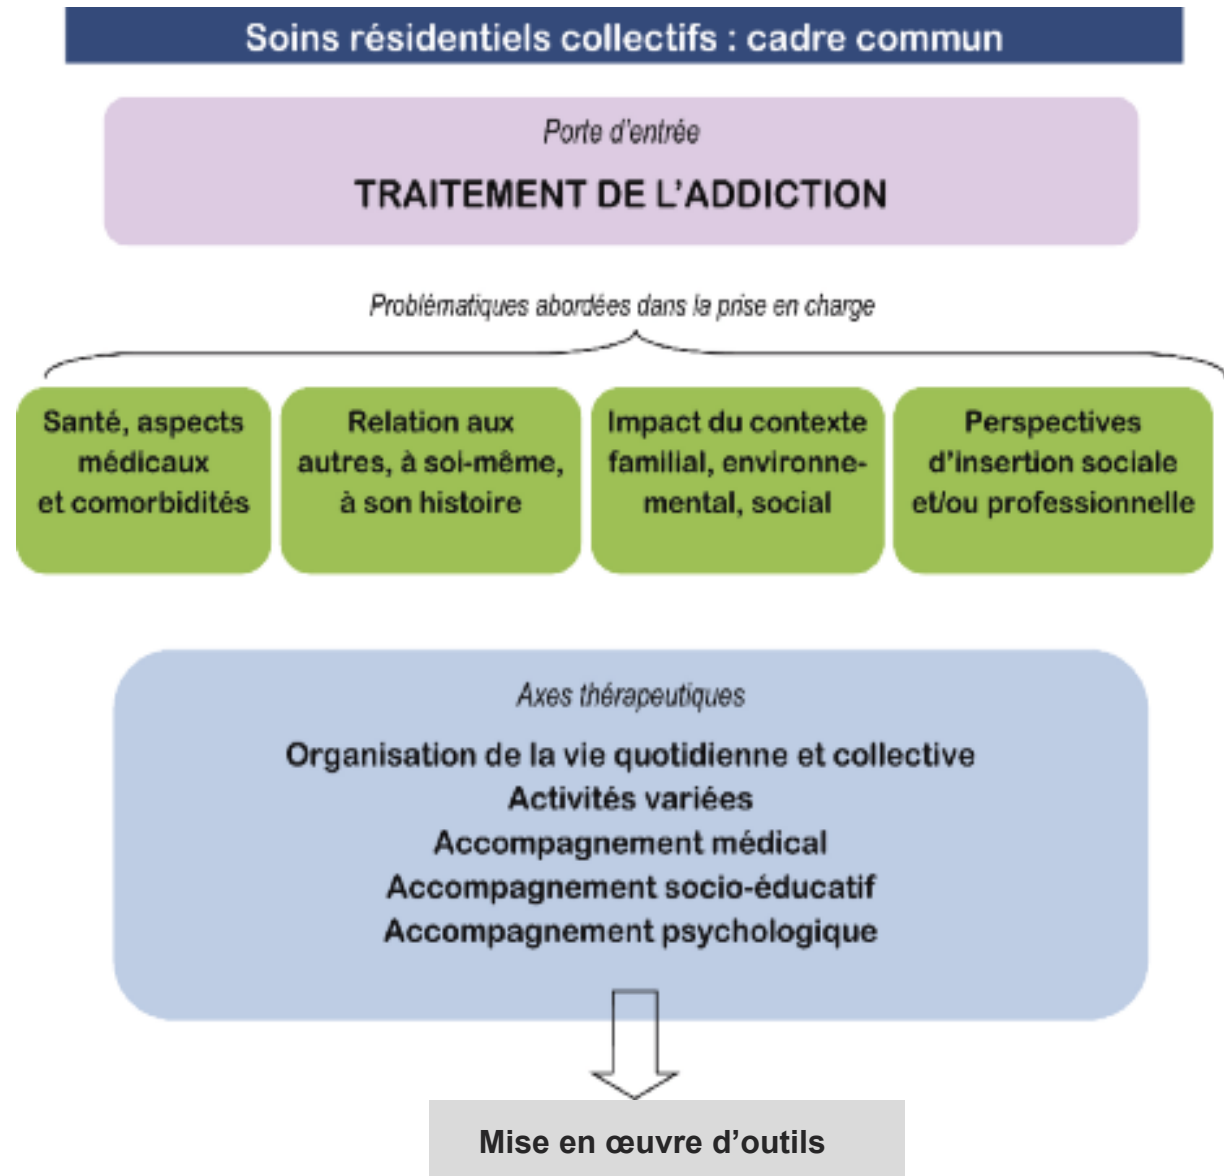 Soins résidentiels collectifs : cadre commun
Porte d'entrée
TRAITEMENT DE L'ADDICTION
Problématiques abordées dans la prise en charge
Santé, aspects
médicaux
et comorbidités
Relation aux
autres, à soi-même,
à son histoire
Impact du contexte
familial, environne-
mental, social
Perspectives
d'insertion sociale
et/ou professionnelle
Axes thérapeutiques
Organisation de la vie quotidienne et collective
Activités variées
Accompagnement médical
Accompagnement socio-éducatif
Accompagnement psychologique
Mise en œuvre d'outils